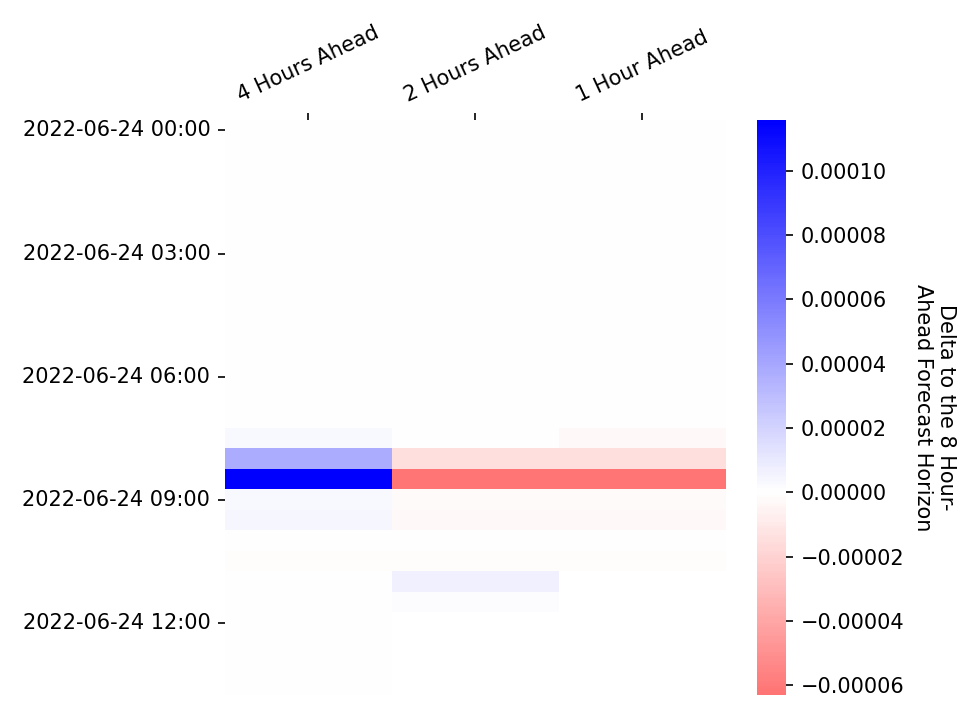 4 Hours Ahead
2 Hours Ahead
1 Hour Ahead
2022-06-24 00:00
2022-06-24 03:00
2022-06-24 06:00
2022-06-24 09:00
2022-06-24 12:00
0.00010
0.00008
0.00006
0.00004
0.00002
0.00000
−0.00002
−0.00004
−0.00006
Delta to the 8 Hour-
Ahead Forecast Horizon